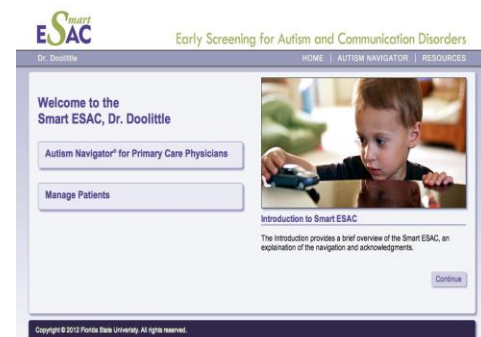 Smart
ESAC
Early Screening for Autism and Communication Disorders
Dr. Doolittle
HOME | AUTISM NAVIGATOR | RESOURCES
Welcome to the
Smart ESAC, Dr. Doolittle
Autism Navigator® for Primary Care Physicians
Manage Patients
Introduction to Smart ESAC
The Introduction provides a brief overview of the Smart ESAC, an
explaination of the navigation and acknowledgments.
Continue
Copyright © 2012 Florida State Univeristy. All rights reserved.